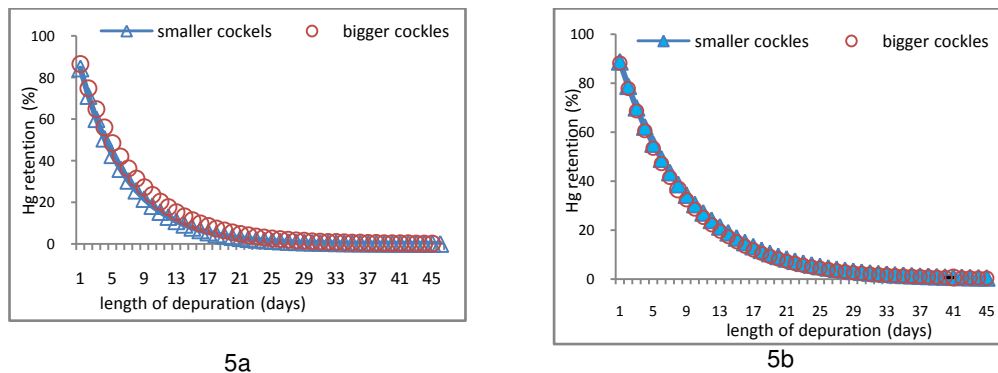 smaller cockels bigger cockles
Hg retention (%)
100
80
60
40
20
0
1 5 9 13 17 21 25 29 33 37 41 45
length of depuration (days)
5a
smaller cockles bigger cockles
Hg retention (%)
100
80
60
40
20
0
1 5 9 13 17 21 25 29 33 37 41 45
length of depuration (days)
5b